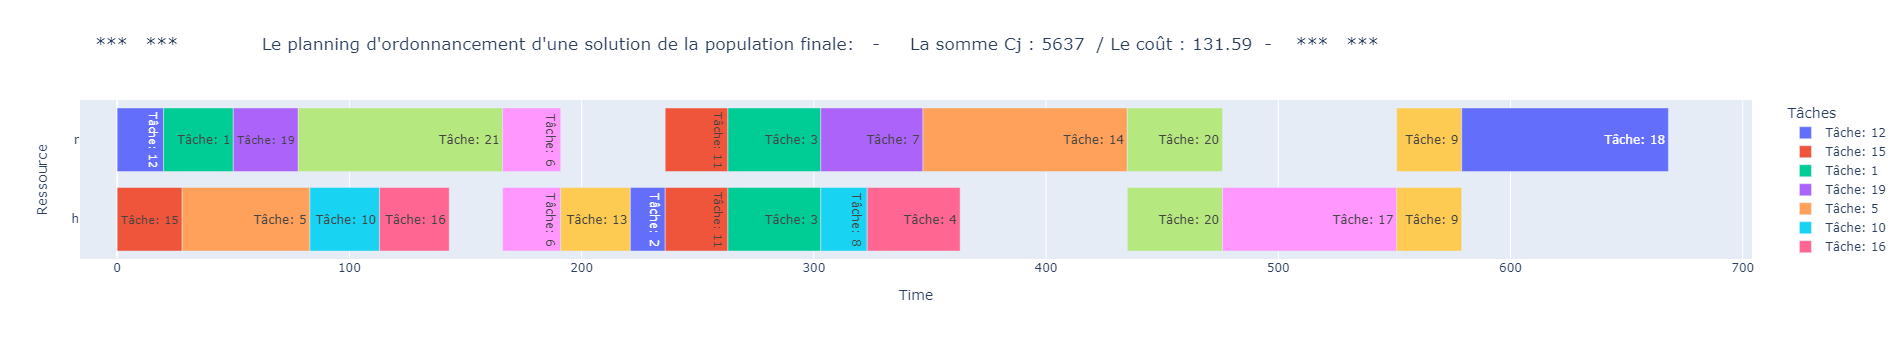 *** *** Le planning d'ordonnancement d'une solution de la population finale: - La somme Cj : 5637 / Le coût : 131.59 - *** ***
Ressource
r
Tâche: 12
Tâche: 1
Tâche: 19
Tâche: 21
Tâche: 6
Tâche: 11
Tâche: 3
Tâche: 7
Tâche: 14
Tâche: 20
Tâche: 9
Tâche: 18
h
Tâche: 15
Tâche: 5
Tâche: 10
Tâche: 16
Tâche: 6
Tâche: 13
Tâche: 2
Tâche: 11
Tâche: 3
Tâche: 8
Tâche: 4
Tâche: 20
Tâche: 17
Tâche: 9
0 100 200 300 400 500 600 700
Time
Tâches
Tâche: 12
Tâche: 15
Tâche: 1
Tâche: 19
Tâche: 5
Tâche: 10
Tâche: 16